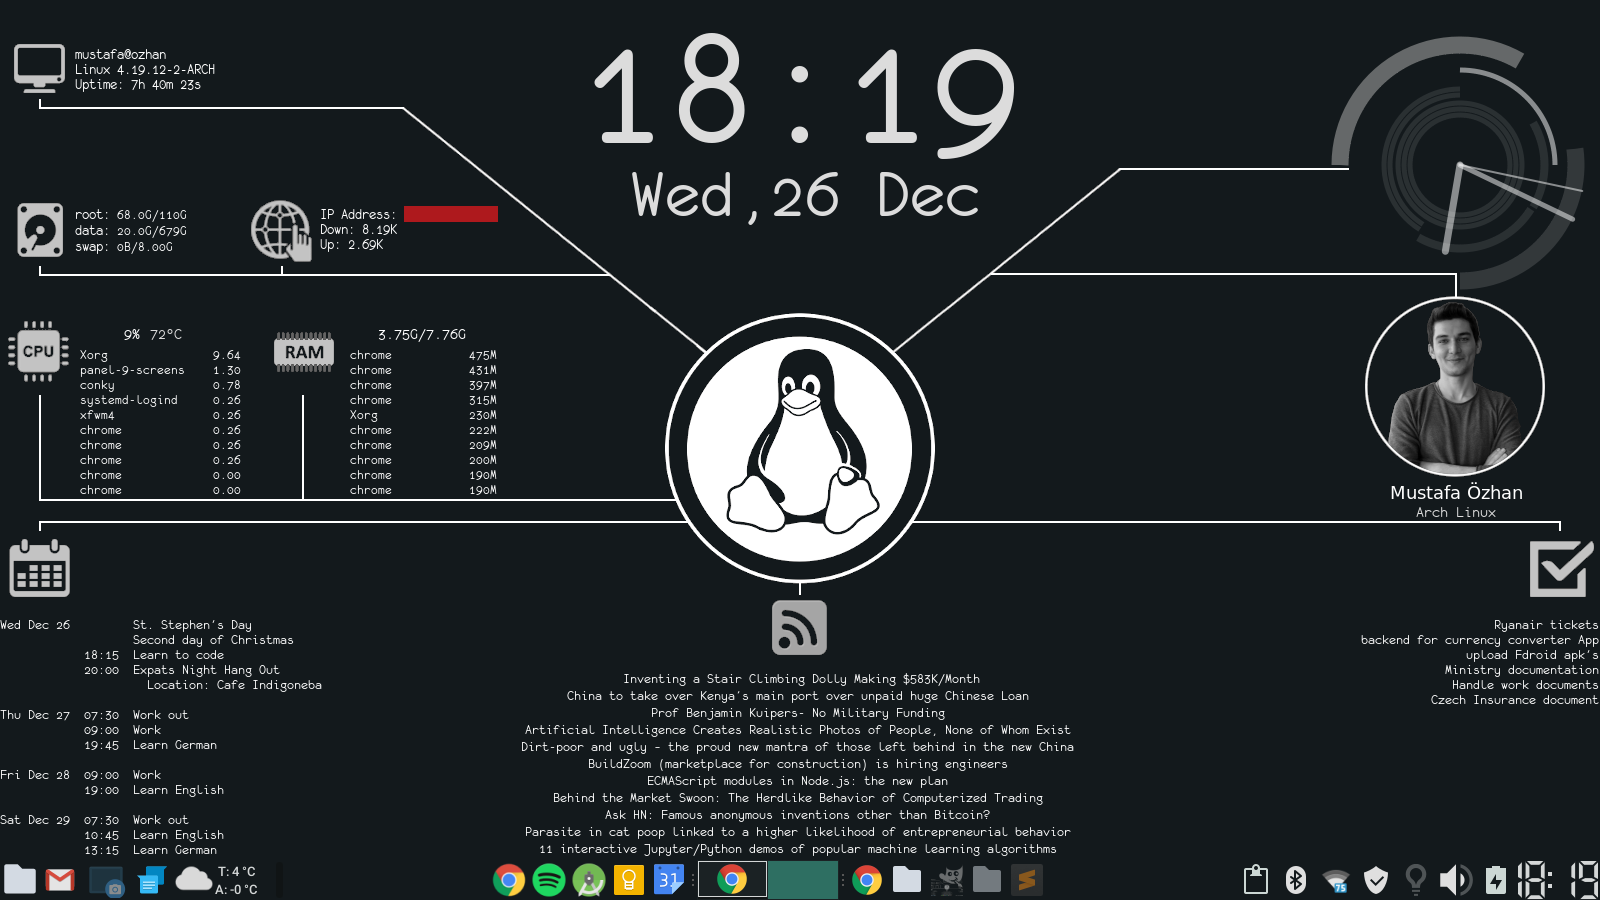 mustafa@ozhan
Linux 4.19.12-2-ARCH
Uptime: 7h 40m 23s
18:19
Wed,26 Dec
root: 68.0G/110G
data: 20.0G/679G
swap: 0B/8.00G
IP Address:
Down: 8.19K
Up: 2.69K
CPU
9% 72°C
Xorg 9.64
panel-9-screens 1.30
conky 0.78
systemd-logind 0.26
xfwm4 0.26
chrome 0.26
chrome 0.26
chrome 0.26
chrome 0.00
chrome 0.00
RAM
3.75G/7.76G
chrome 475M
chrome 431M
chrome 397M
chrome 315M
Xorg 230M
chrome 222M
chrome 209M
chrome 200M
chrome 190M
chrome 190M
Mustafa Özhan
Arch Linux
Wed Dec 26 St. Stephen's Day
Second day of Christmas
18:15 Learn to code
20:00 Expats Night Hang Out
Location: Cafe Indigoneba
Thu Dec 27 07:30 Work out
09:00 Work
19:45 Learn German
Fri Dec 28 09:00 Work
19:00 Learn English
Sat Dec 29 07:30 Work out
10:45 Learn English
13:15 Learn German
Inventing a Stair Climbing Dolly Making $583K/Month
China to take over Kenya's main port over unpaid huge Chinese Loan
Prof Benjamin Kuipers- No Military Funding
Artificial Intelligence Creates Realistic Photos of People, None of Whom Exist
Dirt-poor and ugly – the proud new mantra of those left behind in the new China
BuildZoom (marketplace for construction) is hiring engineers
ECMAScript modules in Node.js: the new plan
Behind the Market Swoon: The Herdlike Behavior of Computerized Trading
Ask HN: Famous anonymous inventions other than Bitcoin?
Parasite in cat poop linked to a higher likelihood of entrepreneurial behavior
11 interactive Jupyter/Python demos of popular machine learning algorithms
Ryanair tickets
backend for currency converter App
upload Fdroid apk's
Ministry documentation
Handle work documents
Czech Insurance document
T: 4 °C
A: -0 °C
31
75
18:19